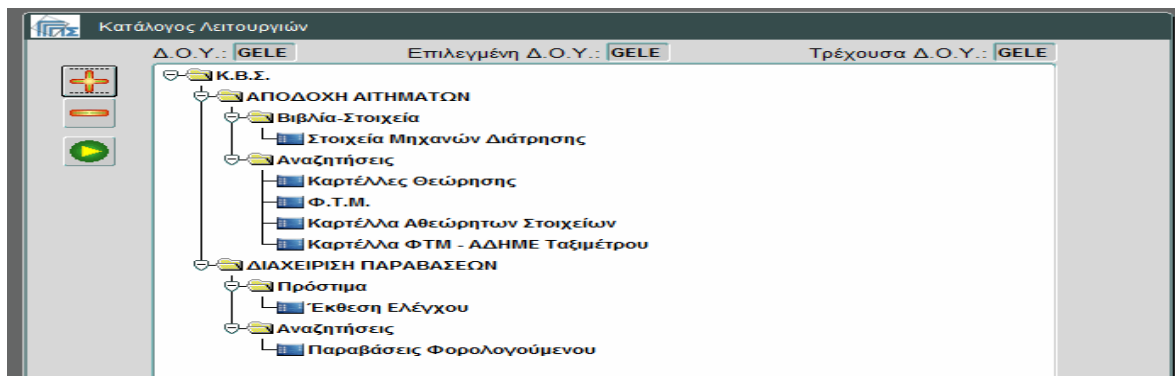 ΓΓΠΣ Κατάλογος Λειτουργιών
Δ.Ο.Υ.: GELE Επιλεγμένη Δ.Ο.Υ.: GELE Τρέχουσα Δ.Ο.Υ.: GELE
Κ.Β.Σ.
ΑΠΟΔΟΧΗ ΑΙΤΗΜΑΤΩΝ
Βιβλία-Στοιχεία
Στοιχεία Μηχανών Διάτρησης
Αναζητήσεις
Καρτέλλες Θεώρησης
Φ.Τ.Μ.
Καρτέλλα Αθεώρητων Στοιχείων
Καρτέλλα ΦΤΜ - ΑΔΗΜΕ Ταξιμέτρου
ΔΙΑΧΕΙΡΙΣΗ ΠΑΡΑΒΑΣΕΩΝ
Πρόστιμα
Έκθεση Ελέγχου
Αναζητήσεις
Παραβάσεις Φορολογούμενου